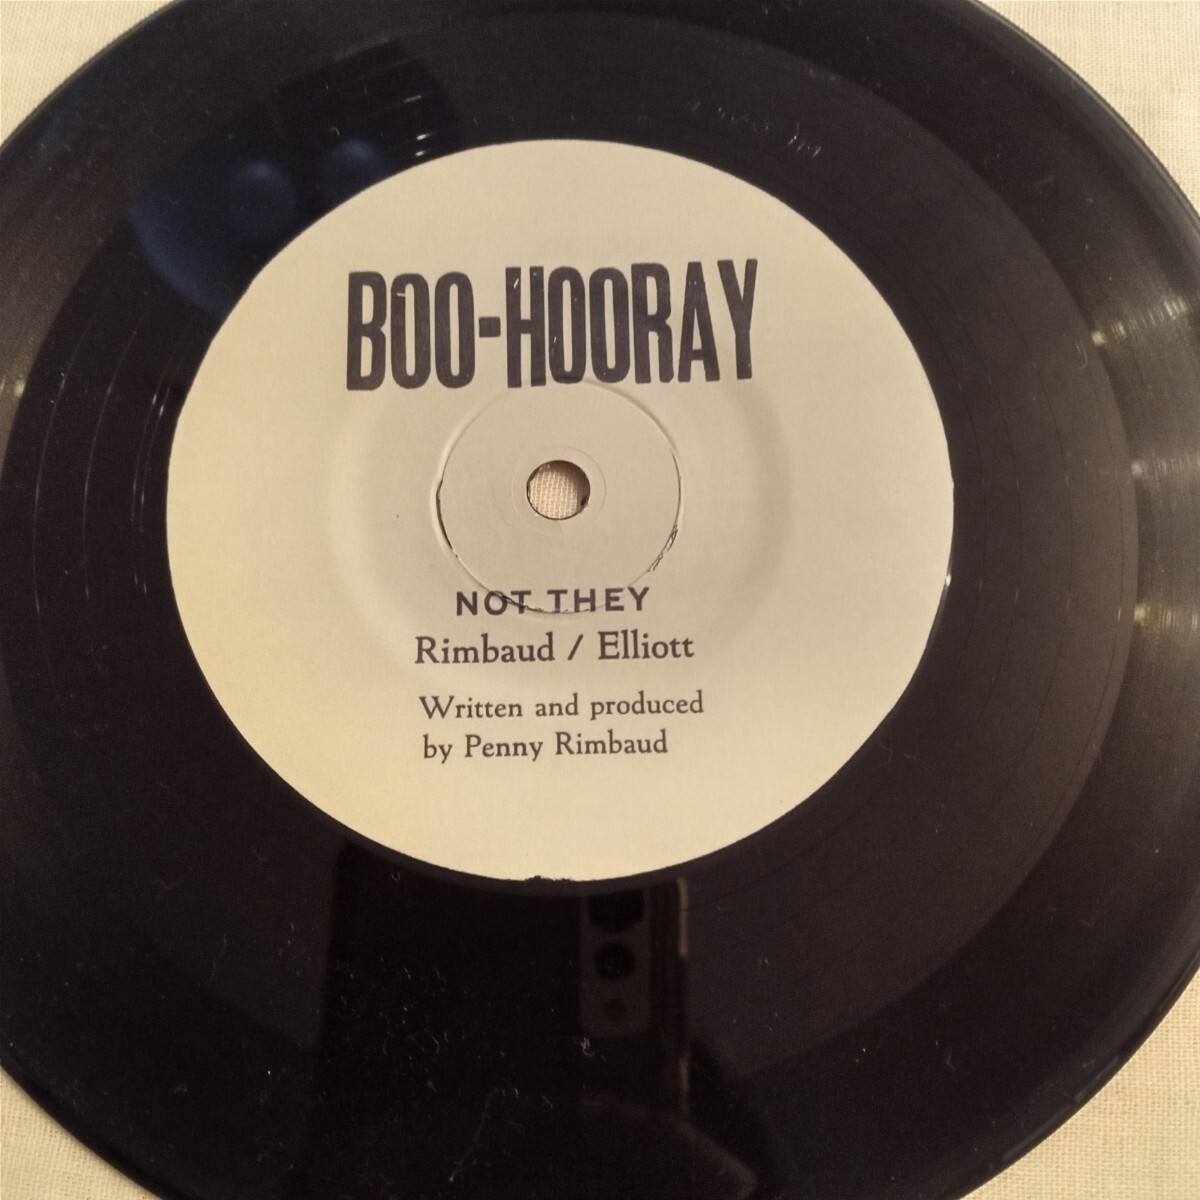 BOO-HOORAY
NOT THEY
Rimbaud / Elliott
Written and produced
by Penny Rimbaud